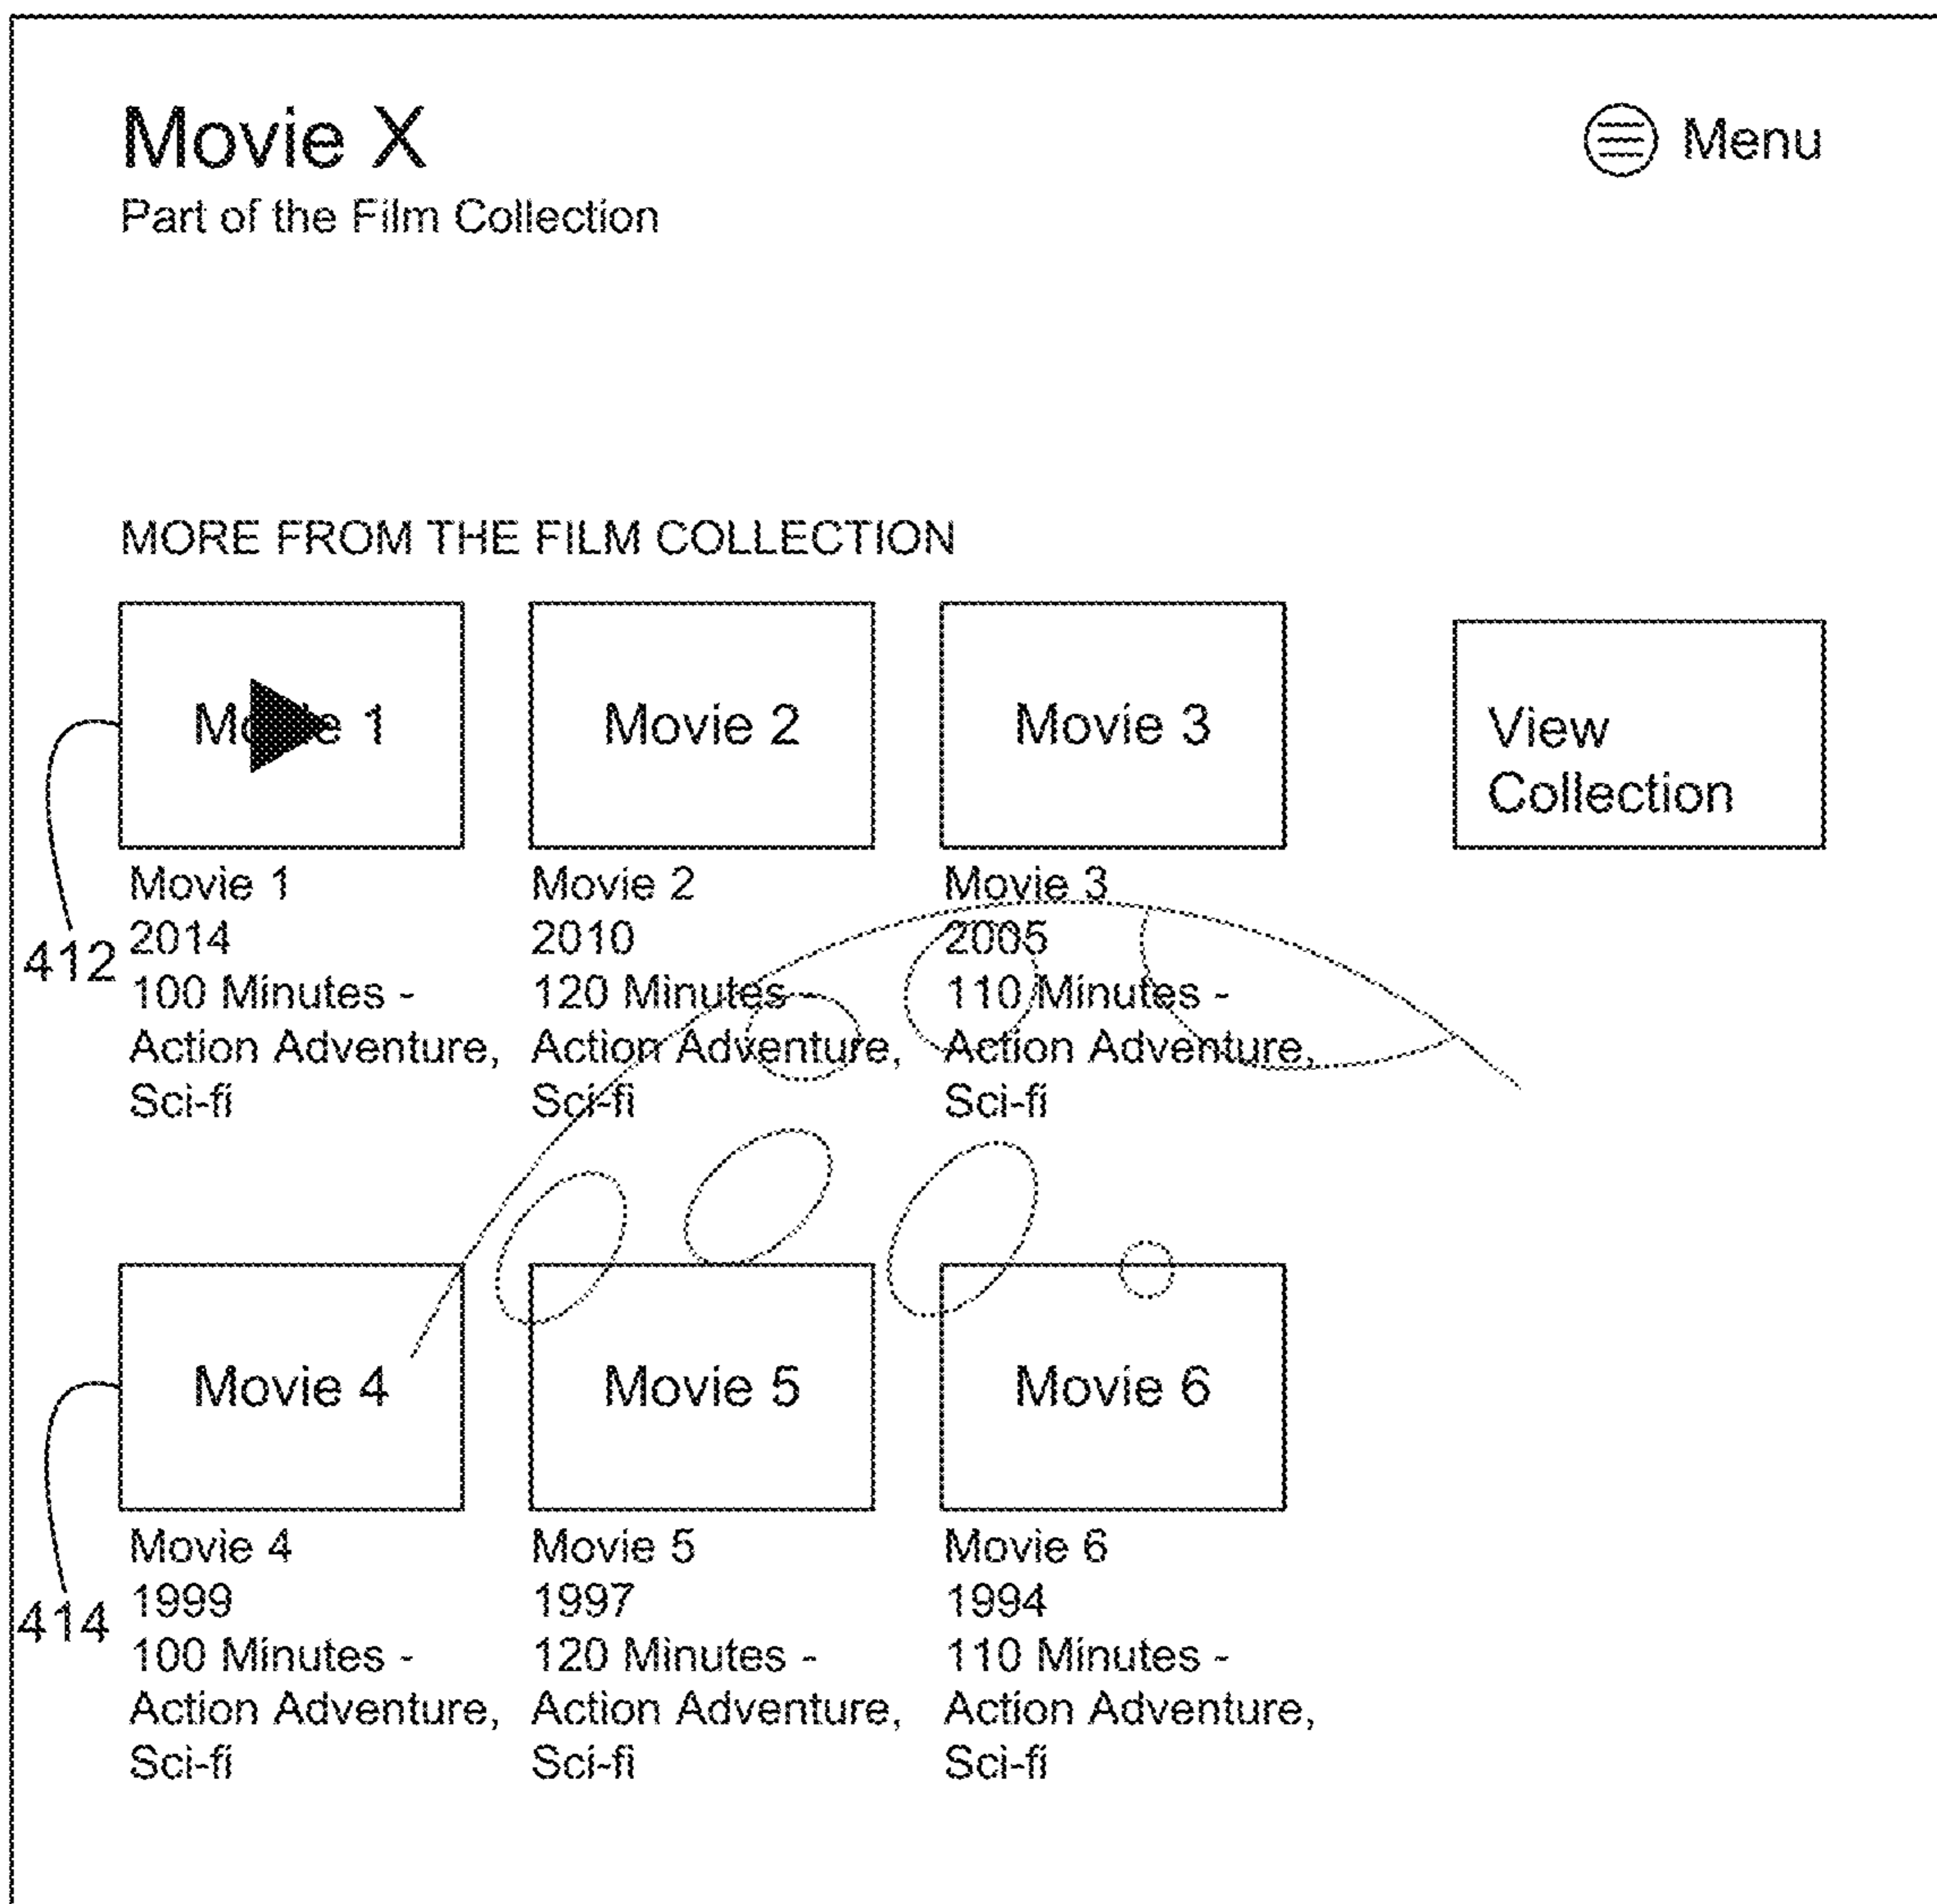 Movie X
Menu
Part of the Film Collection
MORE FROM THE FILM COLLECTION
Movie 1
Movie 2
Movie 3
View
Collection
412
Movie 1
2014
100 Minutes -
Action Adventure,
Sci-fi
Movie 2
2010
120 Minutes -
Action Adventure,
Sci-fi
Movie 3
2005
110 Minutes -
Action Adventure,
Sci-fi
Movie 4
Movie 5
Movie 6
414
Movie 4
1999
100 Minutes -
Action Adventure,
Sci-fi
Movie 5
1997
120 Minutes -
Action Adventure,
Sci-fi
Movie 6
1994
110 Minutes -
Action Adventure,
Sci-fi